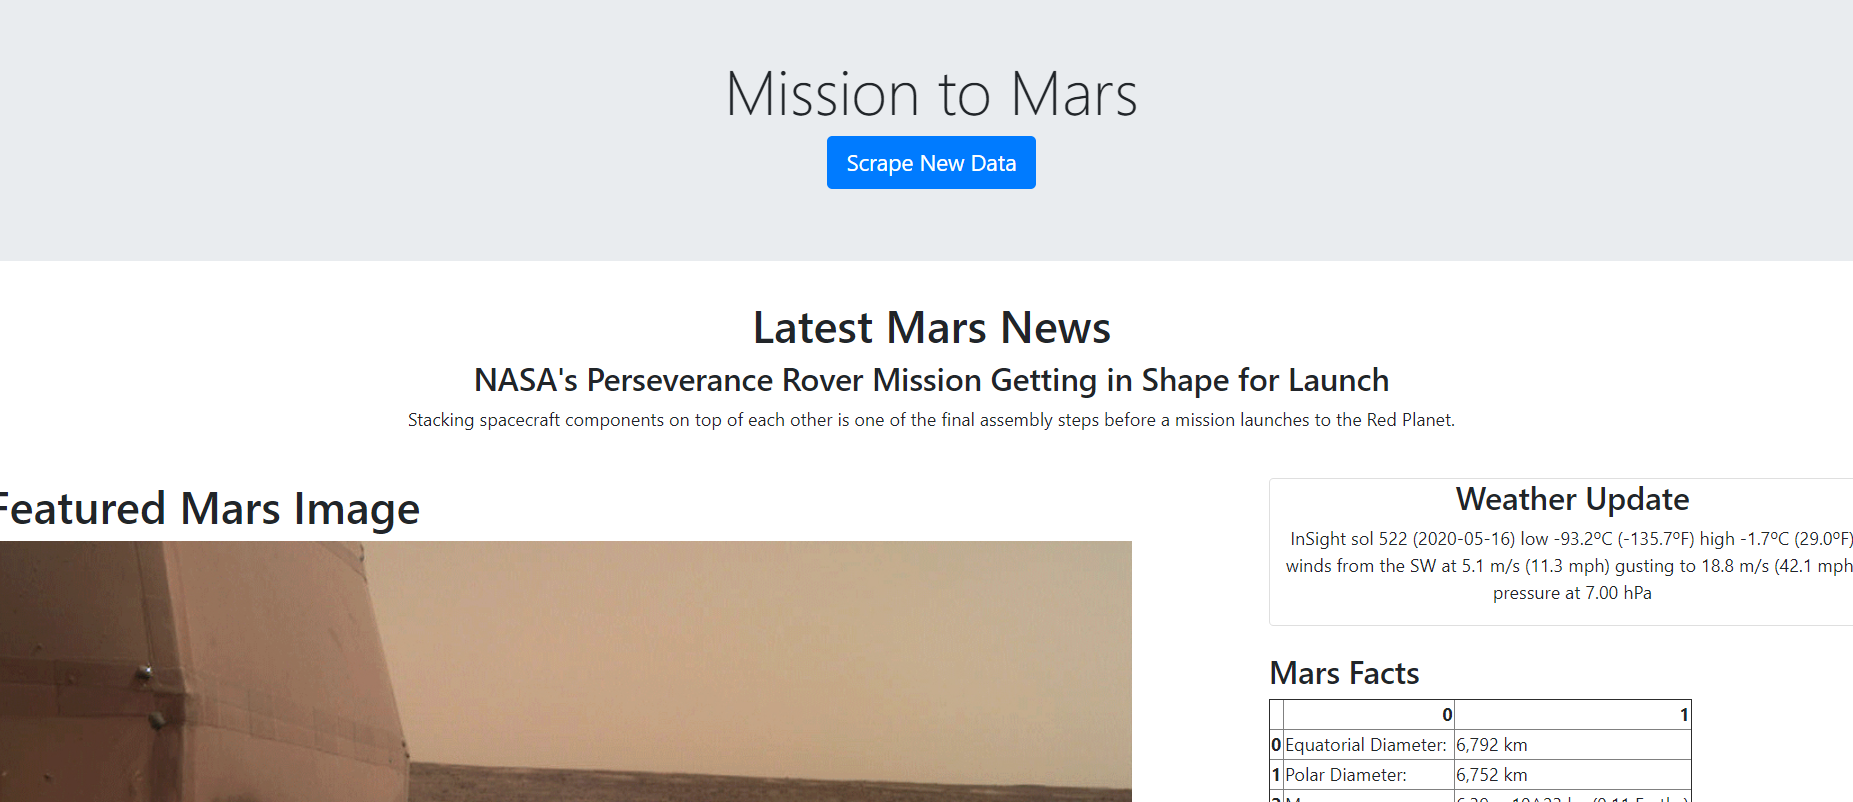 Mission to Mars
Scrape New Data
Latest Mars News
NASA's Perseverance Rover Mission Getting in Shape for Launch
Stacking spacecraft components on top of each other is one of the final assembly steps before a mission launches to the Red Planet.
Featured Mars Image
Weather Update
InSight sol 522 (2020-05-16) low -93.2ºC (-135.7ºF) high -1.7ºC (29.0ºF)
winds from the SW at 5.1 m/s (11.3 mph) gusting to 18.8 m/s (42.1 mph
pressure at 7.00 hPa
Mars Facts
0 1
0 Equatorial Diameter: 6,792 km
1 Polar Diameter: 6,752 km